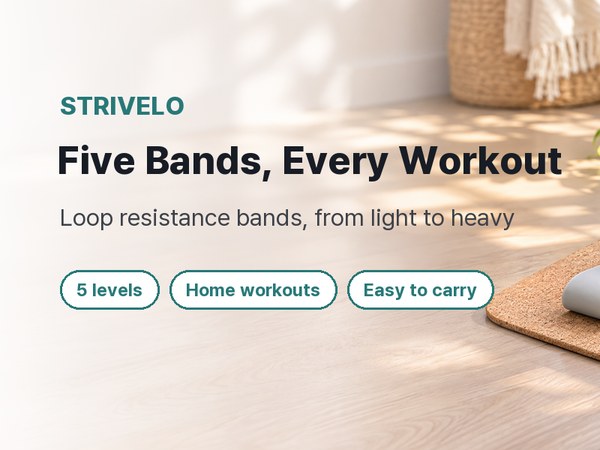 STRIVELO
Five Bands, Every Workout
Loop resistance bands, from light to heavy
5 levels Home workouts Easy to carry